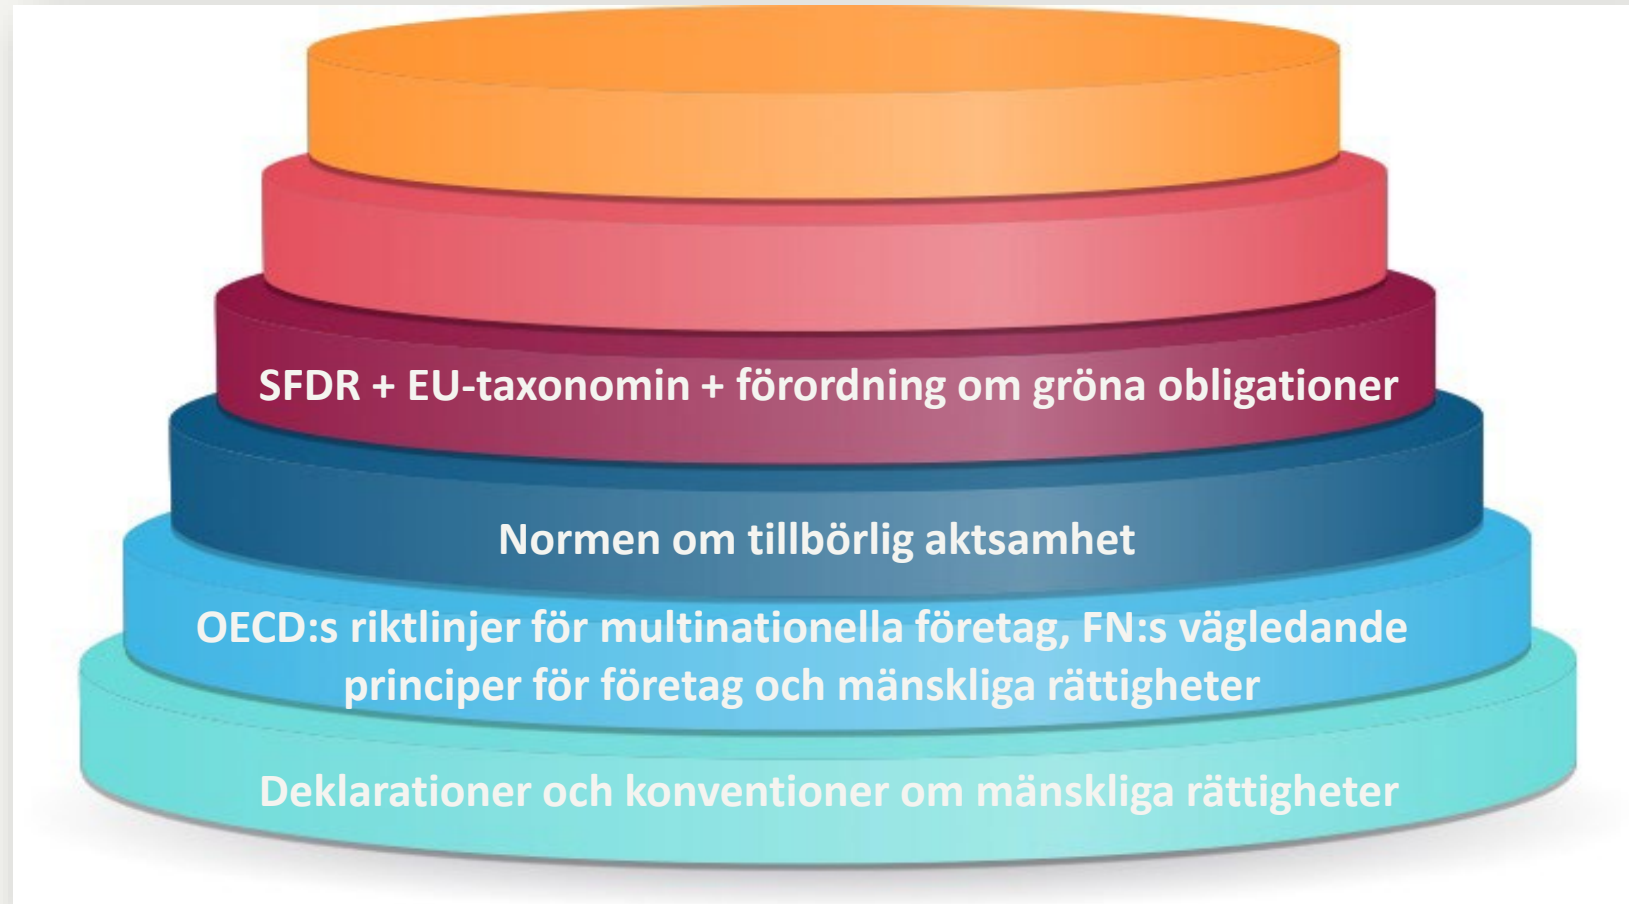 SFDR + EU-taxonomin + förordning om gröna obligationer
Normen om tillbörlig aktsamhet
OECD:s riktlinjer för multinationella företag, FN:s vägledande
principer för företag och mänskliga rättigheter
Deklarationer och konventioner om mänskliga rättigheter